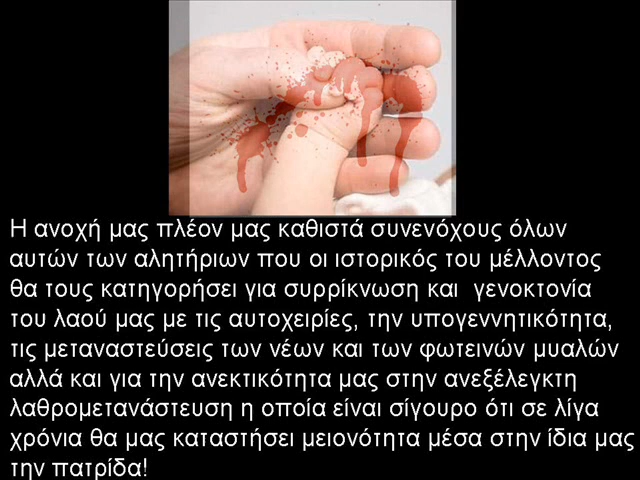 Η ανοχή μας πλέον μας καθιστά συνενόχους όλων
αυτών των αλητήριων που οι ιστορικός του μέλλοντος
θα τους κατηγορήσει για συρρίκνωση και  γενοκτονία
του λαού μας με τις αυτοχειρίες, την υπογεννητικότητα,
τις μεταναστεύσεις των νέων και των φωτεινών μυαλών
αλλά και για την ανεκτικότητα μας στην ανεξέλεγκτη
λαθρομετανάστευση η οποία είναι σίγουρο ότι σε λίγα
χρόνια θα μας καταστήσει μειονότητα μέσα στην ίδια μας
την πατρίδα!